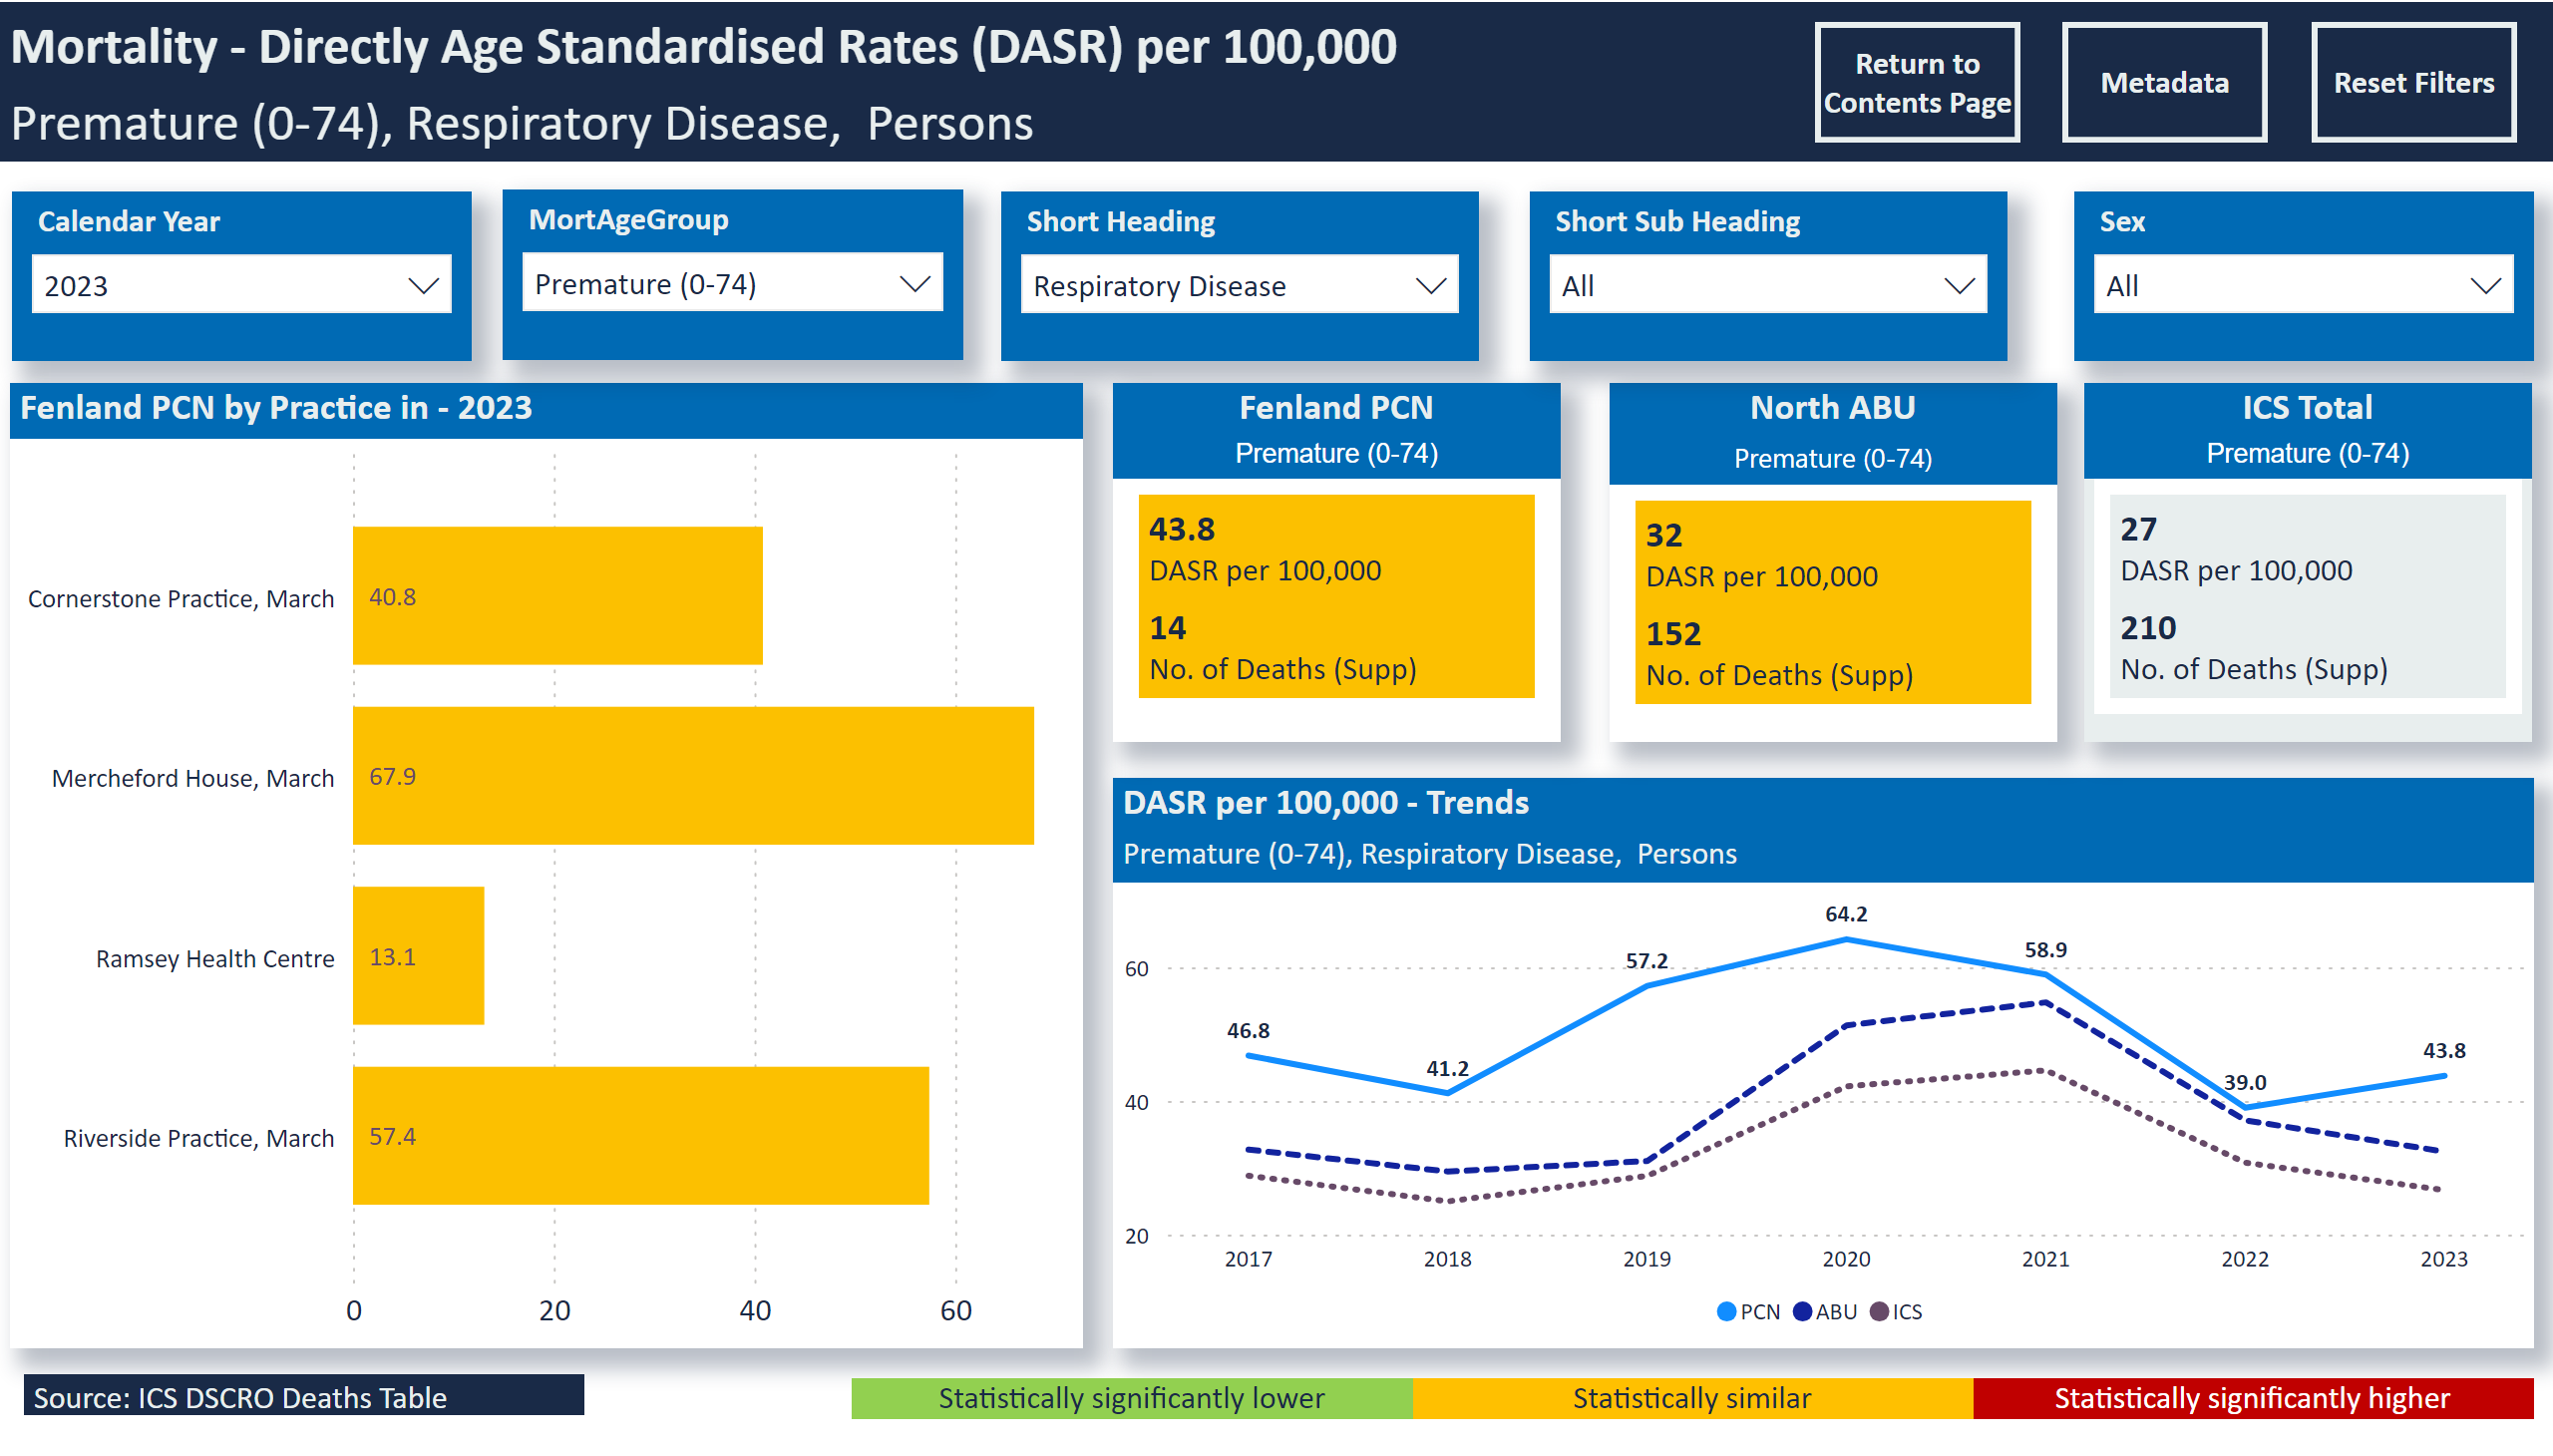 Mortality - Directly Age Standardised Rates (DASR) per 100,000
Premature (0-74), Respiratory Disease,  Persons
Return to
Contents Page
Metadata
Reset Filters
Calendar Year
2023
MortAgeGroup
Premature (0-74)
Short Heading
Respiratory Disease
Short Sub Heading
All
Sex
All
Fenland PCN by Practice in - 2023
Cornerstone Practice, March
40.8
Mercheford House, March
67.9
Ramsey Health Centre
13.1
Riverside Practice, March
57.4
0
20
40
60
Fenland PCN
Premature (0-74)
43.8
DASR per 100,000
14
No. of Deaths (Supp)
North ABU
Premature (0-74)
32
DASR per 100,000
152
No. of Deaths (Supp)
ICS Total
Premature (0-74)
27
DASR per 100,000
210
No. of Deaths (Supp)
DASR per 100,000 - Trends
Premature (0-74), Respiratory Disease,  Persons
60
40
20
46.8
41.2
57.2
64.2
58.9
39.0
43.8
2017
2018
2019
2020
2021
2022
2023
PCN
ABU
ICS
Source: ICS DSCRO Deaths Table
Statistically significantly lower
Statistically similar
Statistically significantly higher